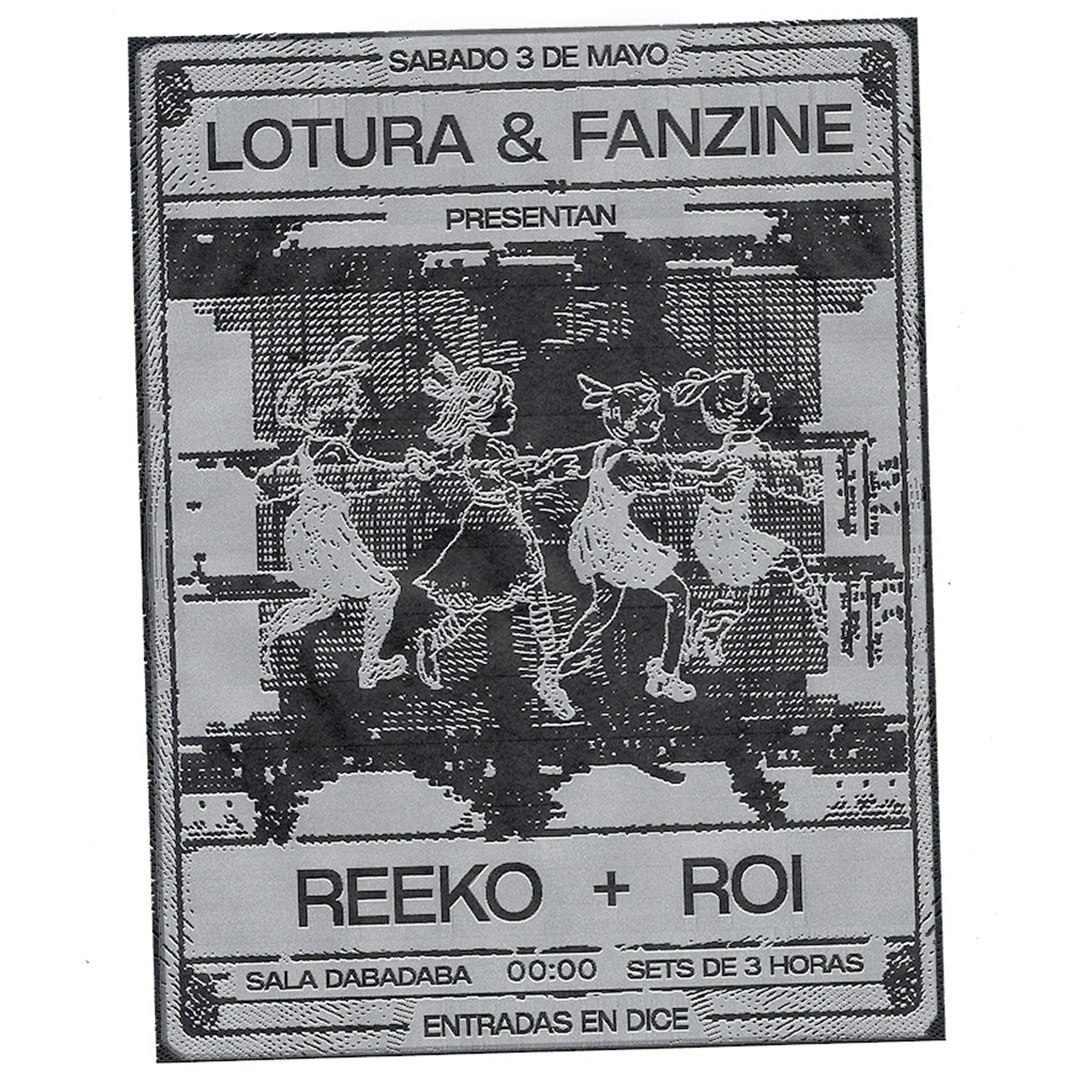 SABADO 3 DE MAYO
LOTURA & FANZINE
PRESENTAN
REEKO + ROI
SALA DABADABA 00:00 SETS DE 3 HORAS
ENTRADAS EN DICE